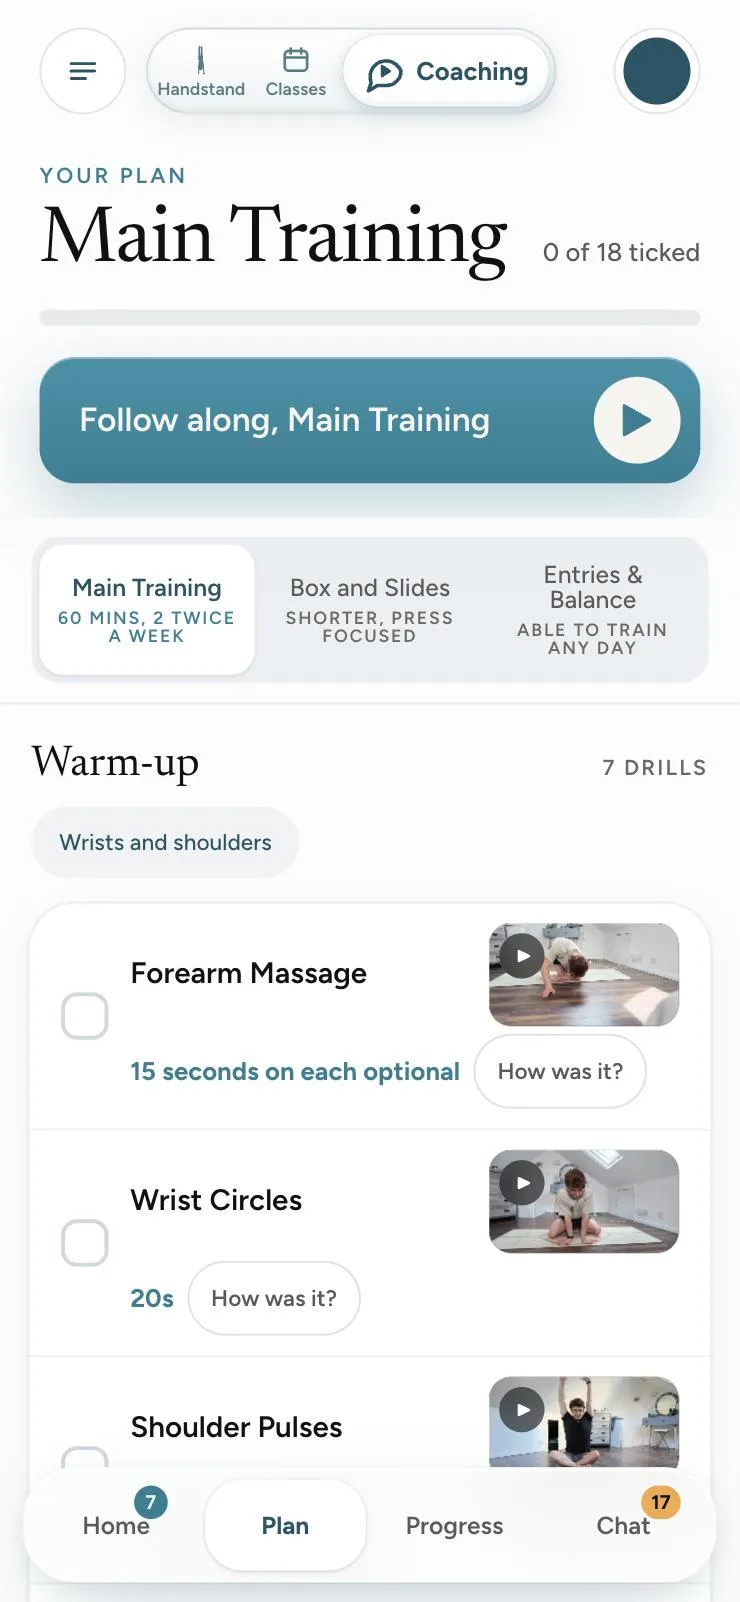 Handstand
Classes
Coaching
YOUR PLAN
Main Training
0 of 18 ticked
Follow along, Main Training
Main Training
60 MINS, 2 TWICE
A WEEK
Box and Slides
SHORTER, PRESS
FOCUSED
Entries &
Balance
ABLE TO TRAIN
ANY DAY
Warm-up
7 DRILLS
Wrists and shoulders
Forearm Massage
15 seconds on each optional
How was it?
Wrist Circles
20s
How was it?
Shoulder Pulses
Home
7
Plan
Progress
Chat
17